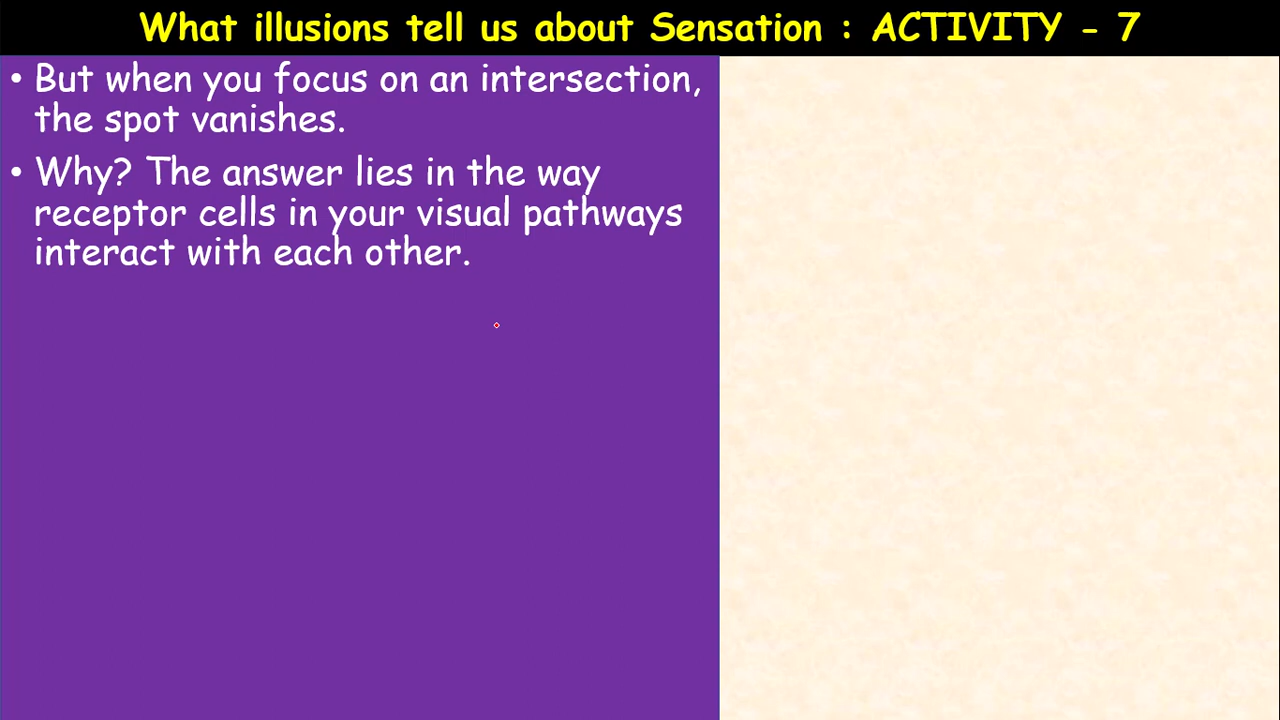 What illusions tell us about Sensation : ACTIVITY - 7
• But when you focus on an intersection,
the spot vanishes.
• Why? The answer lies in the way
receptor cells in your visual pathways
interact with each other.